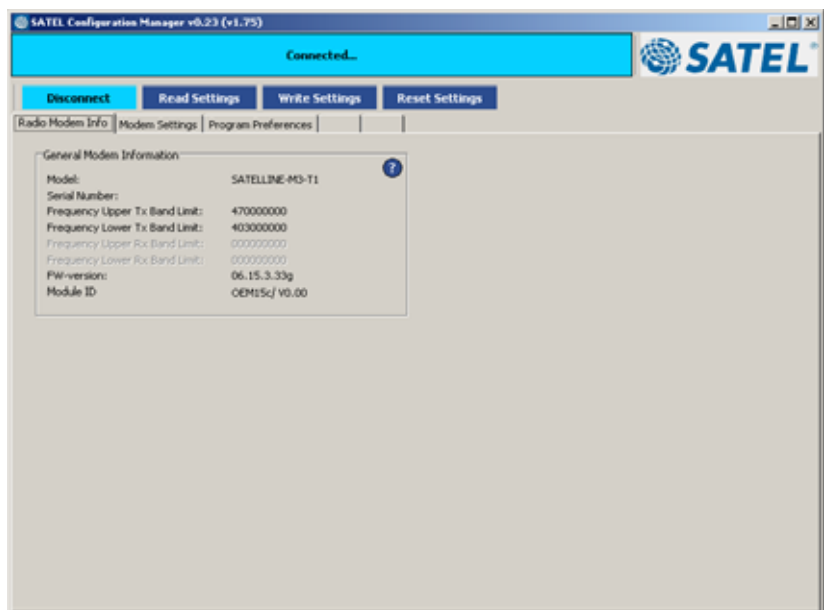 SATEL Configuration Manager v0.23 (v1.75)
Connected...
SATEL
Disconnect Read Settings Write Settings Reset Settings
Radio Modem Info Modem Settings Program Preferences
General Modem Information
?
Model: SATELLINE-M3-T1
Serial Number:
Frequency Upper Tx Band Limit: 470000000
Frequency Lower Tx Band Limit: 403000000
Frequency Upper Rx Band Limit: 000000000
Frequency Lower Rx Band Limit: 000000000
FW-version: 06.15.3.33g
Module ID OEM15c/ V0.00